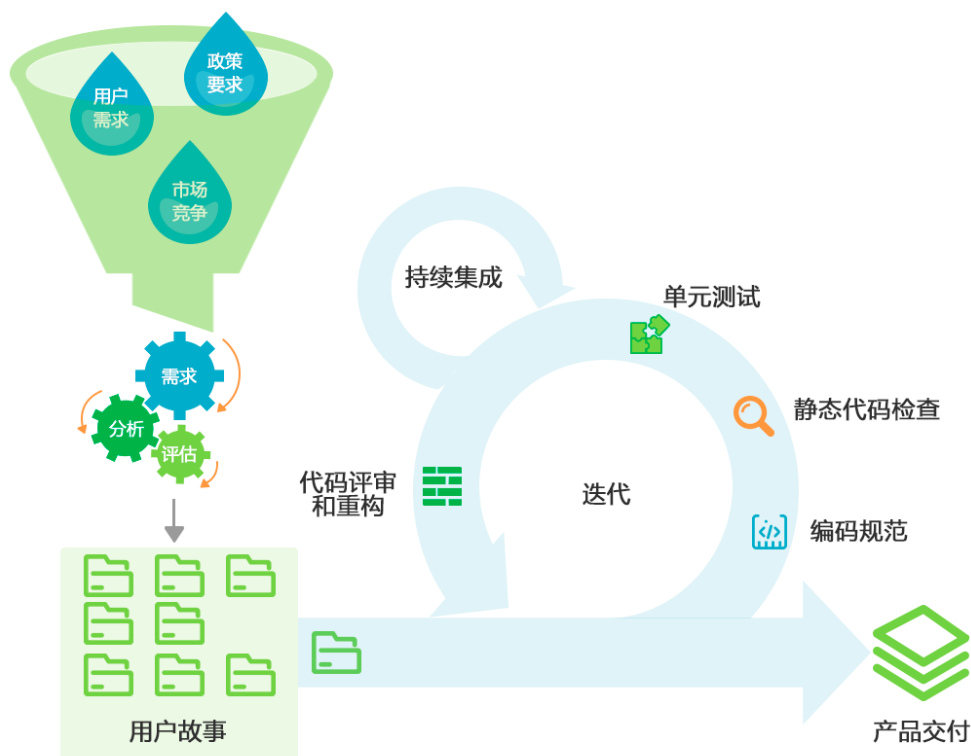 政策
要求
用户
需求
市场
竞争
需求
分析
评估
用户故事
持续集成
单元测试
静态代码检查
代码评审
和重构
迭代
编码规范
产品交付